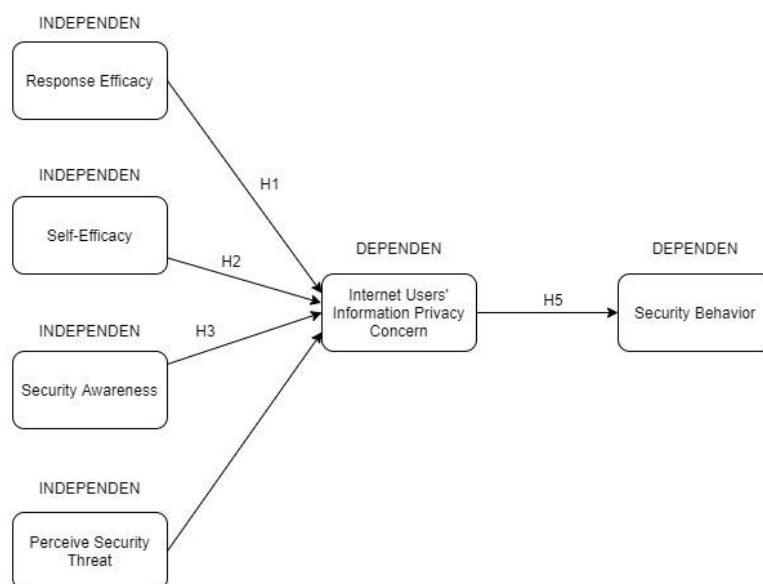 INDEPENDEN
Response Efficacy
H1
INDEPENDEN
Self-Efficacy
H2
DEPENDEN
Internet Users'
Information Privacy
Concern
H5
DEPENDEN
Security Behavior
INDEPENDEN
H3
Security Awareness
INDEPENDEN
Perceive Security
Threat